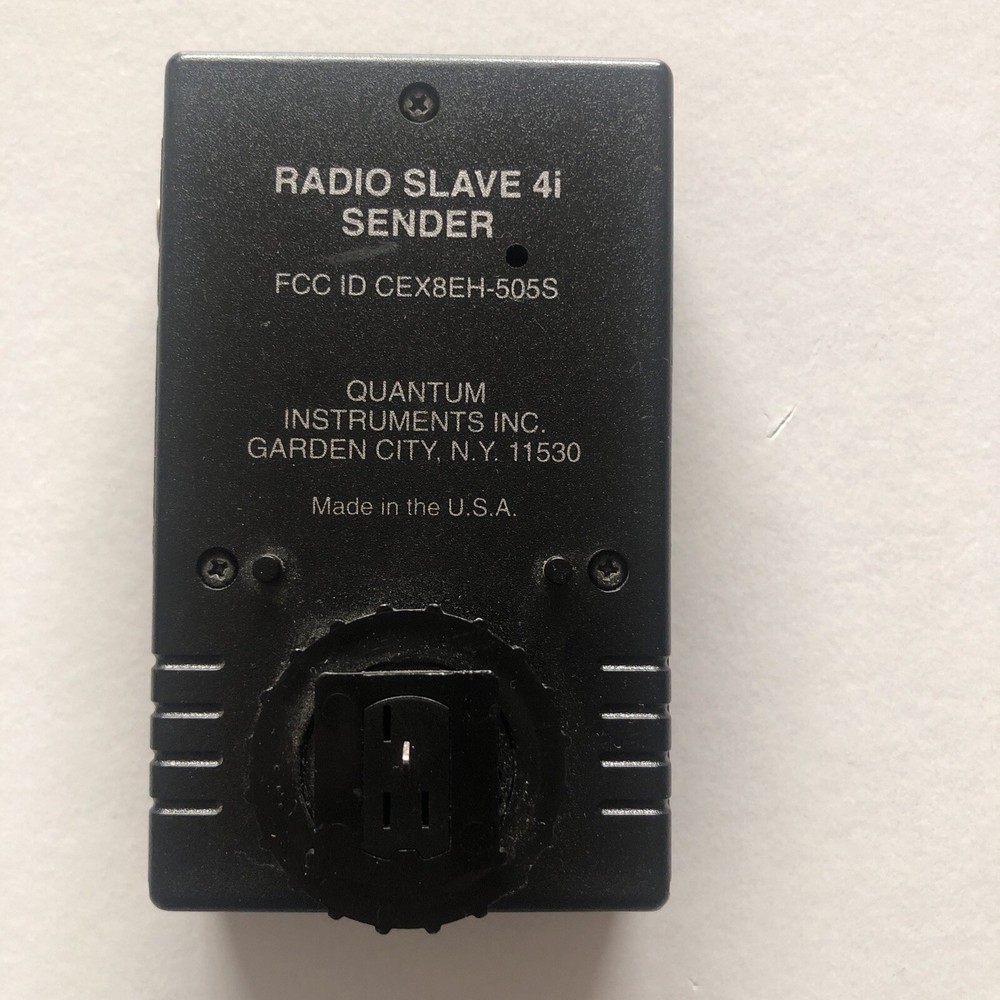 RADIO SLAVE 4i
SENDER
FCC ID CEX8EH-505S
QUANTUM
INSTRUMENTS INC.
GARDEN CITY, N.Y. 11530
Made in the U.S.A.